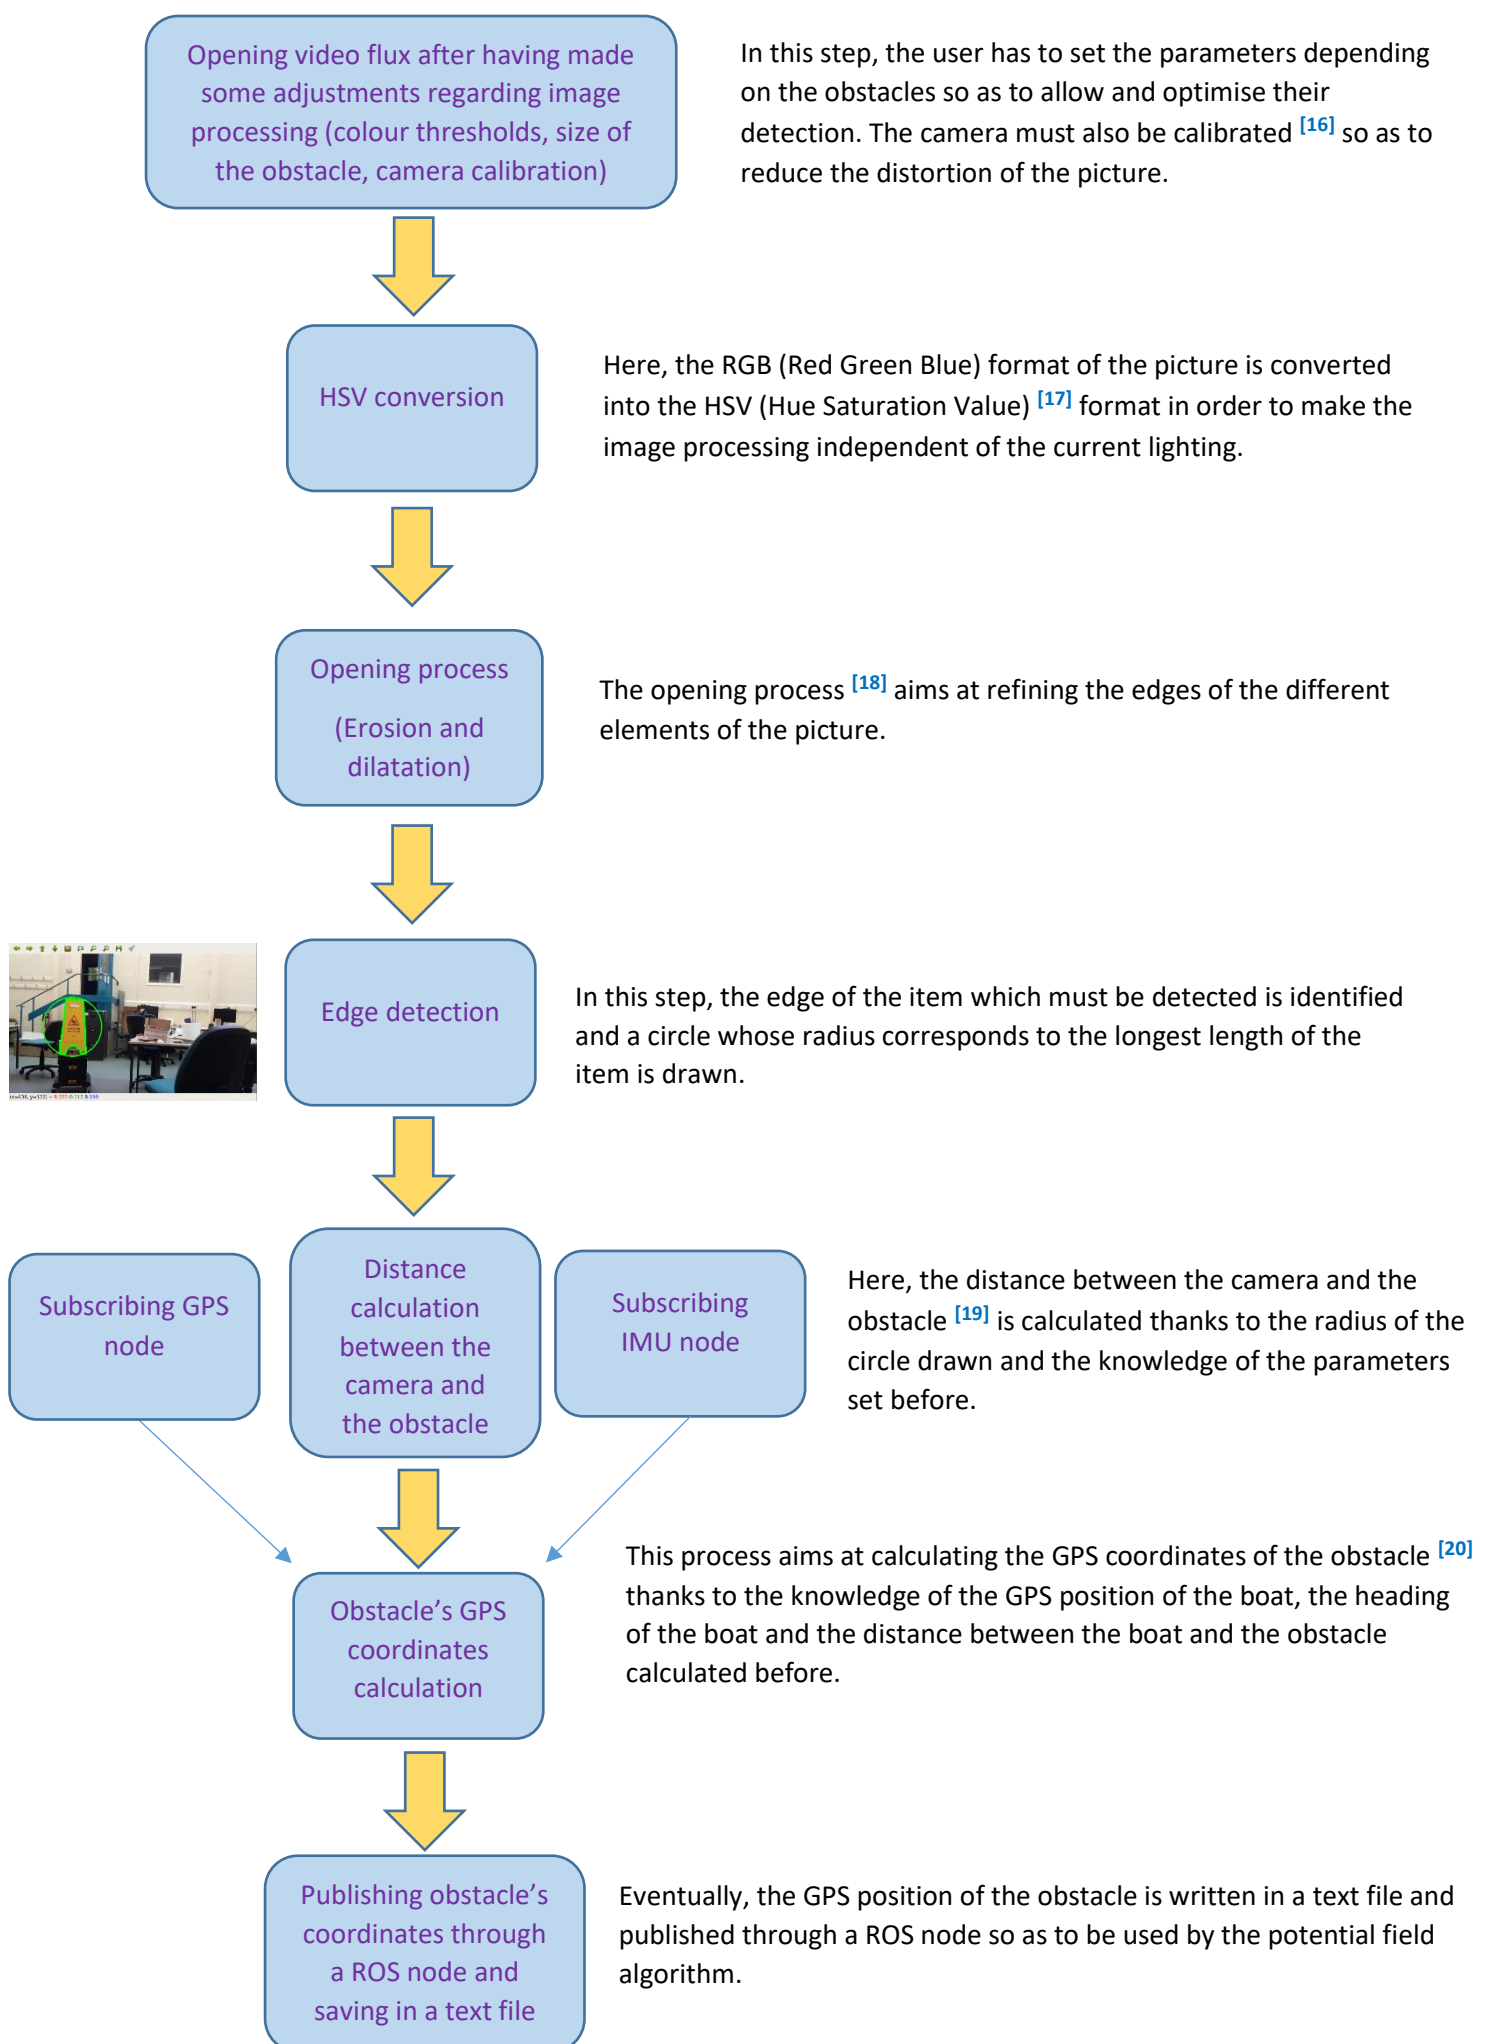 Opening video flux after having made
some adjustments regarding image
processing (colour thresholds, size of
the obstacle, camera calibration)
In this step, the user has to set the parameters depending
on the obstacles so as to allow and optimise their
detection. The camera must also be calibrated [16] so as to
reduce the distortion of the picture.
HSV conversion
Here, the RGB (Red Green Blue) format of the picture is converted
into the HSV (Hue Saturation Value) [17] format in order to make the
image processing independent of the current lighting.
Opening process
(Erosion and
dilatation)
The opening process [18] aims at refining the edges of the different
elements of the picture.
Edge detection
In this step, the edge of the item which must be detected is identified
and a circle whose radius corresponds to the longest length of the
item is drawn.
Subscribing GPS
node
Distance
calculation
between the
camera and
the obstacle
Subscribing
IMU node
Here, the distance between the camera and the
obstacle [19] is calculated thanks to the radius of the
circle drawn and the knowledge of the parameters
set before.
Obstacle’s GPS
coordinates
calculation
This process aims at calculating the GPS coordinates of the obstacle [20]
thanks to the knowledge of the GPS position of the boat, the heading
of the boat and the distance between the boat and the obstacle
calculated before.
Publishing obstacle’s
coordinates through
a ROS node and
saving in a text file
Eventually, the GPS position of the obstacle is written in a text file and
published through a ROS node so as to be used by the potential field
algorithm.